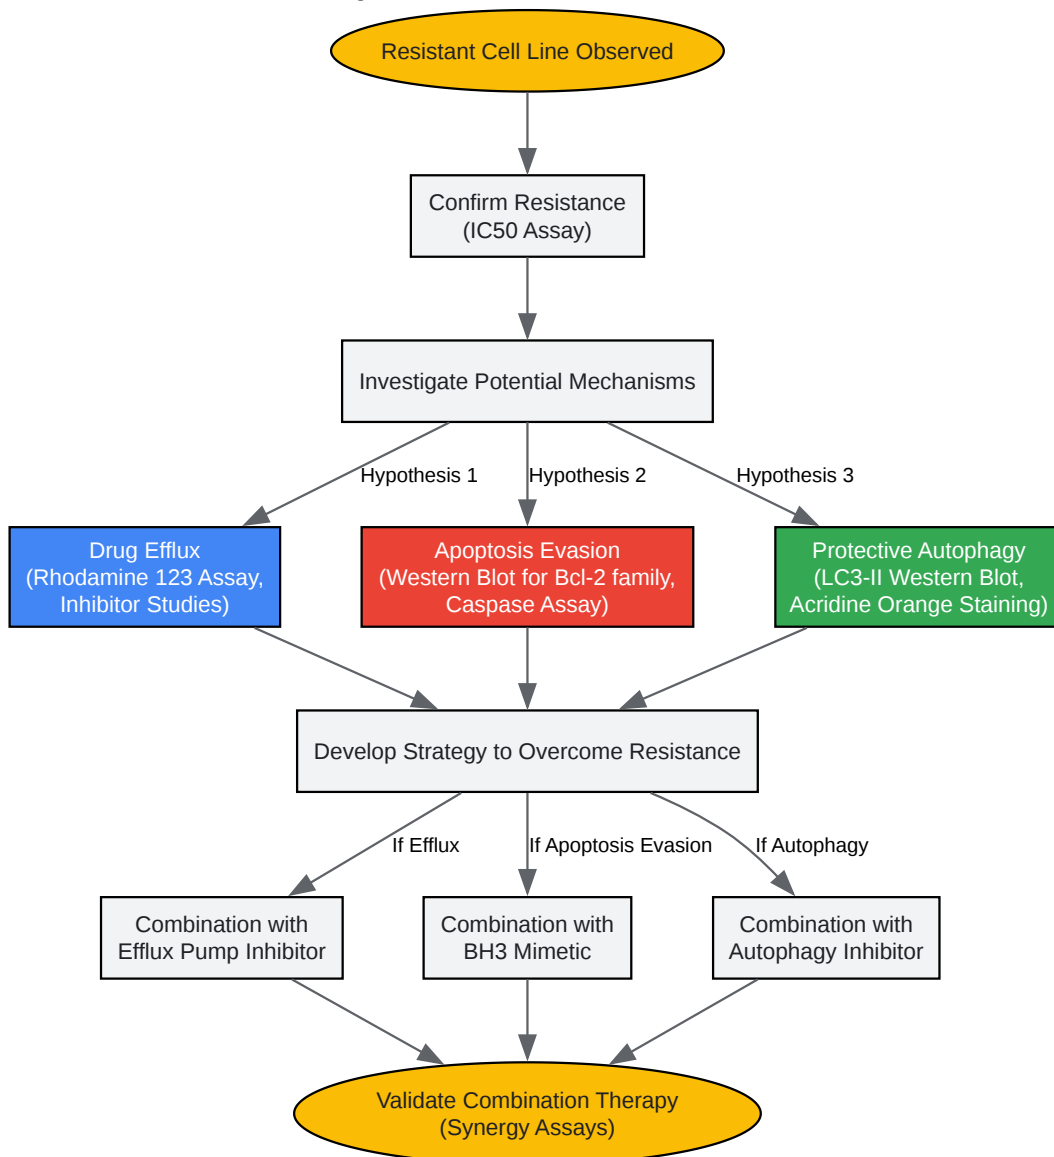 Resistant Cell Line Observed
Confirm Resistance
(IC50 Assay)
Investigate Potential Mechanisms
Hypothesis 1
Hypothesis 2
Hypothesis 3
Drug Efflux
(Rhodamine 123 Assay,
Inhibitor Studies)
Apoptosis Evasion
(Western Blot for Bcl-2 family,
Caspase Assay)
Protective Autophagy
(LC3-II Western Blot,
Acridine Orange Staining)
Develop Strategy to Overcome Resistance
If Efflux
If Apoptosis Evasion
If Autophagy
Combination with
Efflux Pump Inhibitor
Combination with
BH3 Mimetic
Combination with
Autophagy Inhibitor
Validate Combination Therapy
(Synergy Assays)